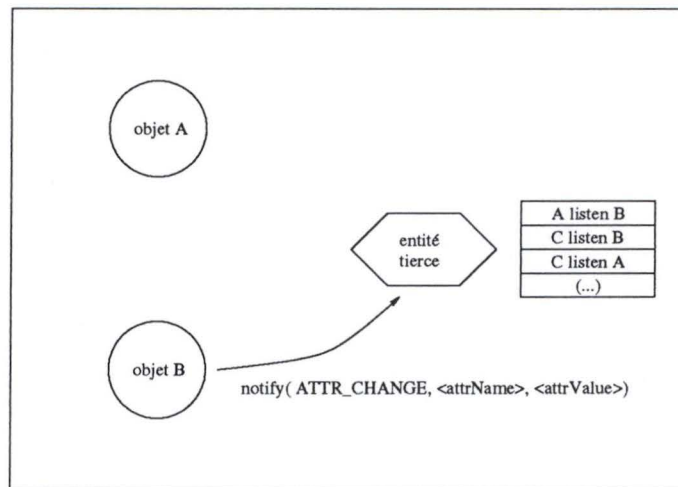 objet A
entité
tierce
A listen B
C listen B
C listen A
(...)
objet B
notify( ATTR_CHANGE, <attrName>, <attrValue>)